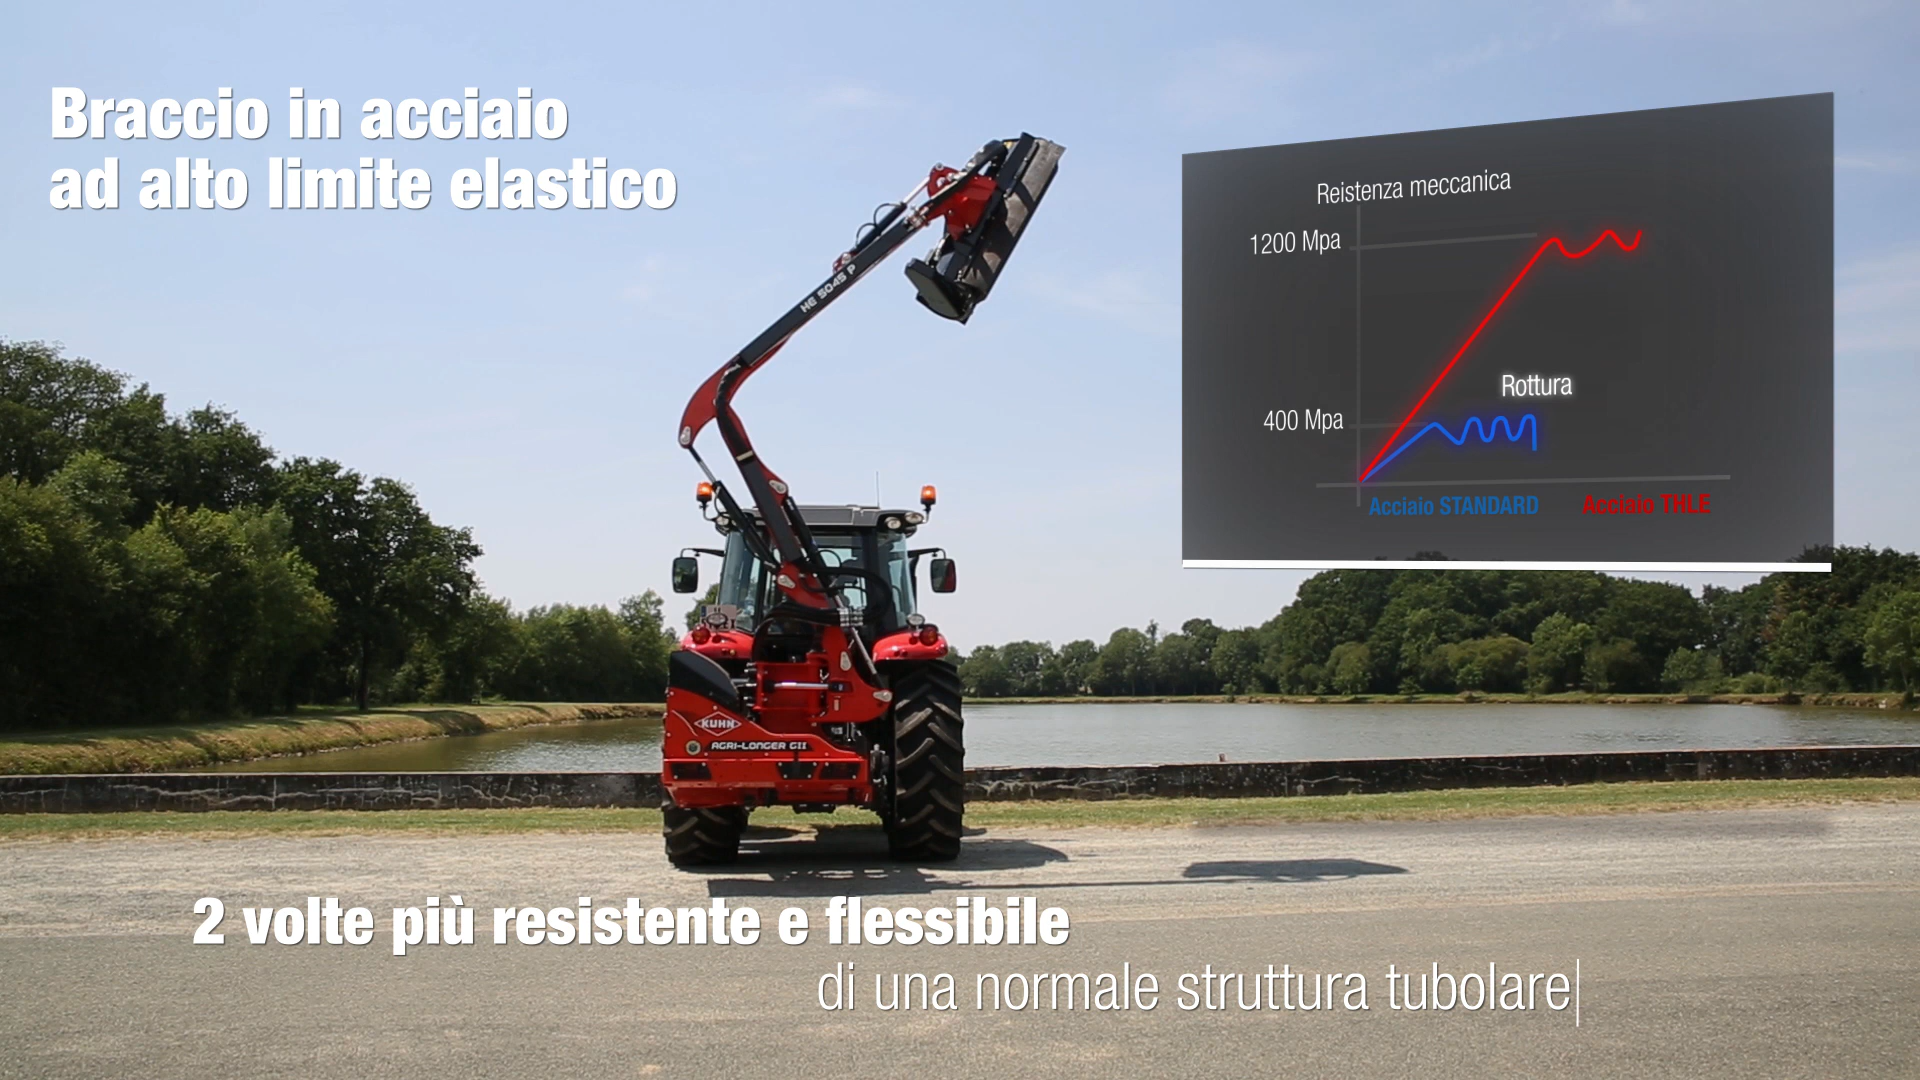 Braccio in acciaio
ad alto limite elastico
Reistenza meccanica
1200 Mpa
Rottura
400 Mpa
Acciaio STANDARD
Acciaio THLE
HE 5045 P
KUHN
AGRI-LONGER GII
2 volte più resistente e flessibile
di una normale struttura tubolare